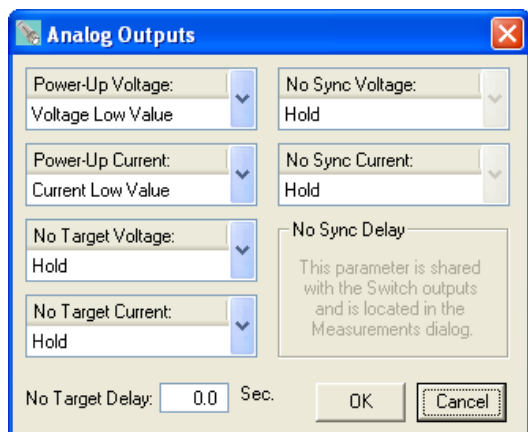 Analog Outputs
Power-Up Voltage:
Voltage Low Value
Power-Up Current:
Current Low Value
No Target Voltage:
Hold
No Target Current:
Hold
No Target Delay: 0.0 Sec.
No Sync Voltage:
Hold
No Sync Current:
Hold
No Sync Delay
This parameter is shared
with the Switch outputs
and is located in the
Measurements dialog.
OK
Cancel